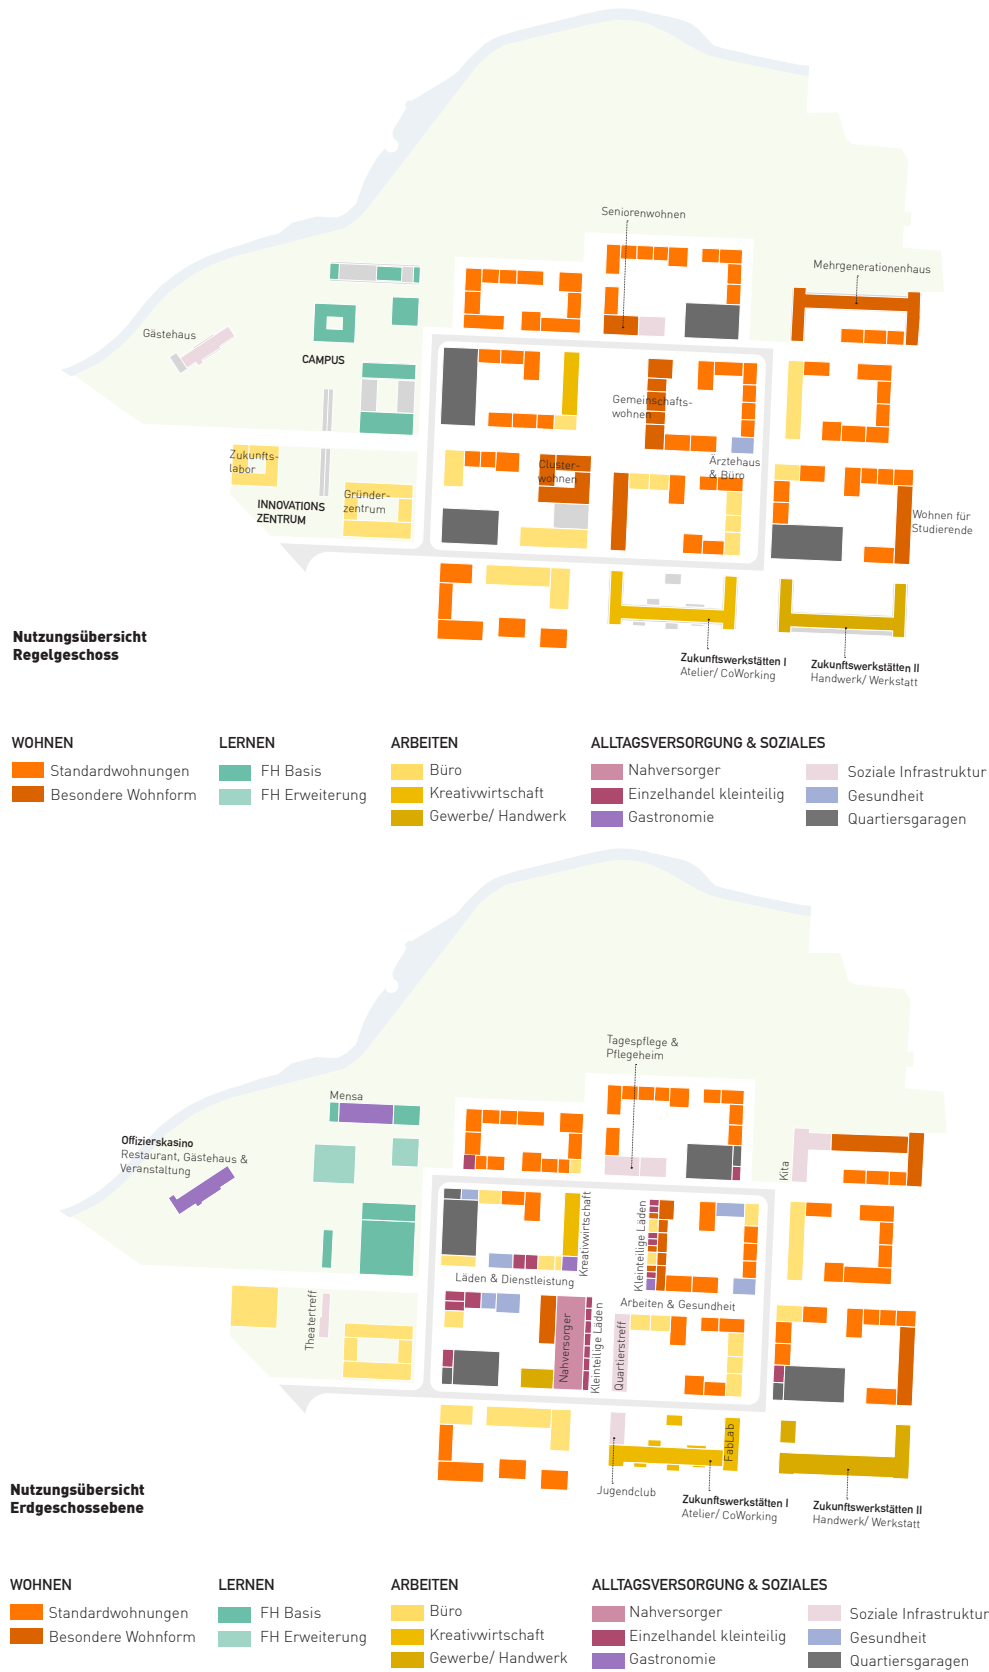 Seniorenwohnen
Mehrgenerationenhaus
Gästehaus
CAMPUS
Gemeinschafts-
wohnen
Ärztehaus
& Büro
Zukunfts-
labor
Cluster-
wohnen
Gründer-
zentrum
INNOVATIONS
ZENTRUM
Wohnen für
Studierende
Nutzungsübersicht
Regelgeschoss
Zukunftswerkstätten I
Atelier/ CoWorking
Zukunftswerkstätten II
Handwerk/ Werkstatt
WOHNEN
Standardwohnungen
Besondere Wohnform
LERNEN
FH Basis
FH Erweiterung
ARBEITEN
Büro
Kreativwirtschaft
Gewerbe/ Handwerk
ALLTAGSVERSORGUNG & SOZIALES
Nahversorger
Einzelhandel kleinteilig
Gastronomie
Soziale Infrastruktur
Gesundheit
Quartiersgaragen
Tagespflege &
Pflegeheim
Mensa
Offizierskasino
Restaurant, Gästehaus &
Veranstaltung
Kita
Kreativwirtschaft
Kleinteilige Läden
Läden & Dienstleistung
Arbeiten & Gesundheit
Theatertreff
Nahversorger
Kleinteilige Läden
Quartierstreff
FabLab
Jugendclub
Nutzungsübersicht
Erdgeschossebene
Zukunftswerkstätten I
Atelier/ CoWorking
Zukunftswerkstätten II
Handwerk/ Werkstatt
WOHNEN
Standardwohnungen
Besondere Wohnform
LERNEN
FH Basis
FH Erweiterung
ARBEITEN
Büro
Kreativwirtschaft
Gewerbe/ Handwerk
ALLTAGSVERSORGUNG & SOZIALES
Nahversorger
Einzelhandel kleinteilig
Gastronomie
Soziale Infrastruktur
Gesundheit
Quartiersgaragen